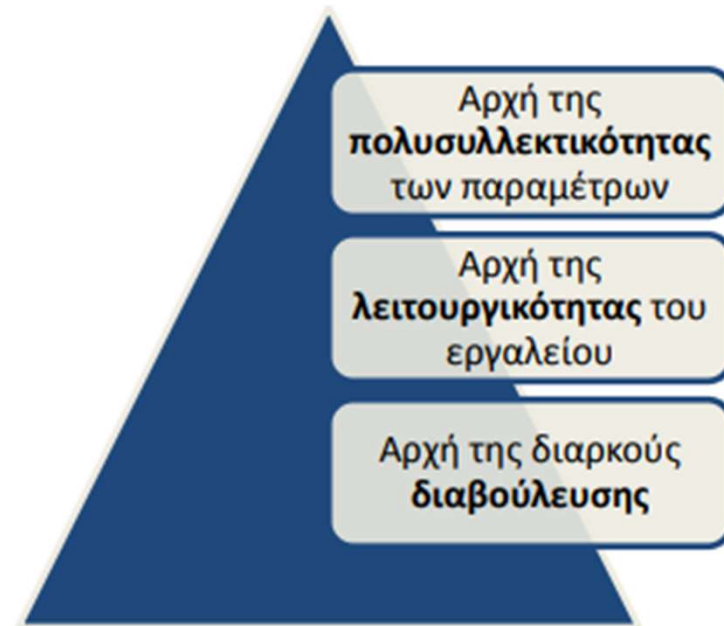 Αρχή της
πολυσυλλεκτικότητας
των παραμέτρων
Αρχή της
λειτουργικότητας του
εργαλείου
Αρχή της διαρκούς
διαβούλευσης